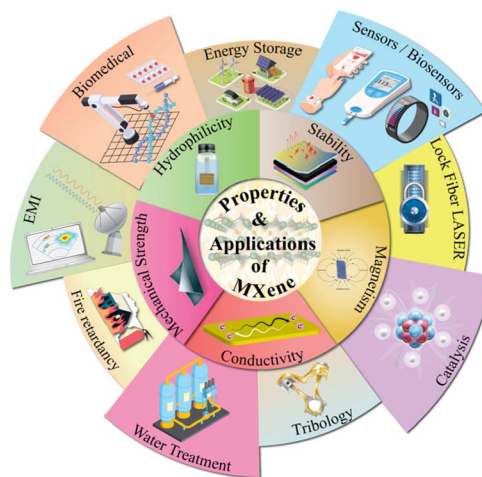 Properties
&
Applications
of
MXene
Hydrophilicity
Stability
Magnetism
Conductivity
Mechanical Strength
Biomedical
Energy Storage
Sensors / Biosensors
Lock Fiber LASER
Catalysis
Tribology
Water Treatment
Fire retardancy
EMI